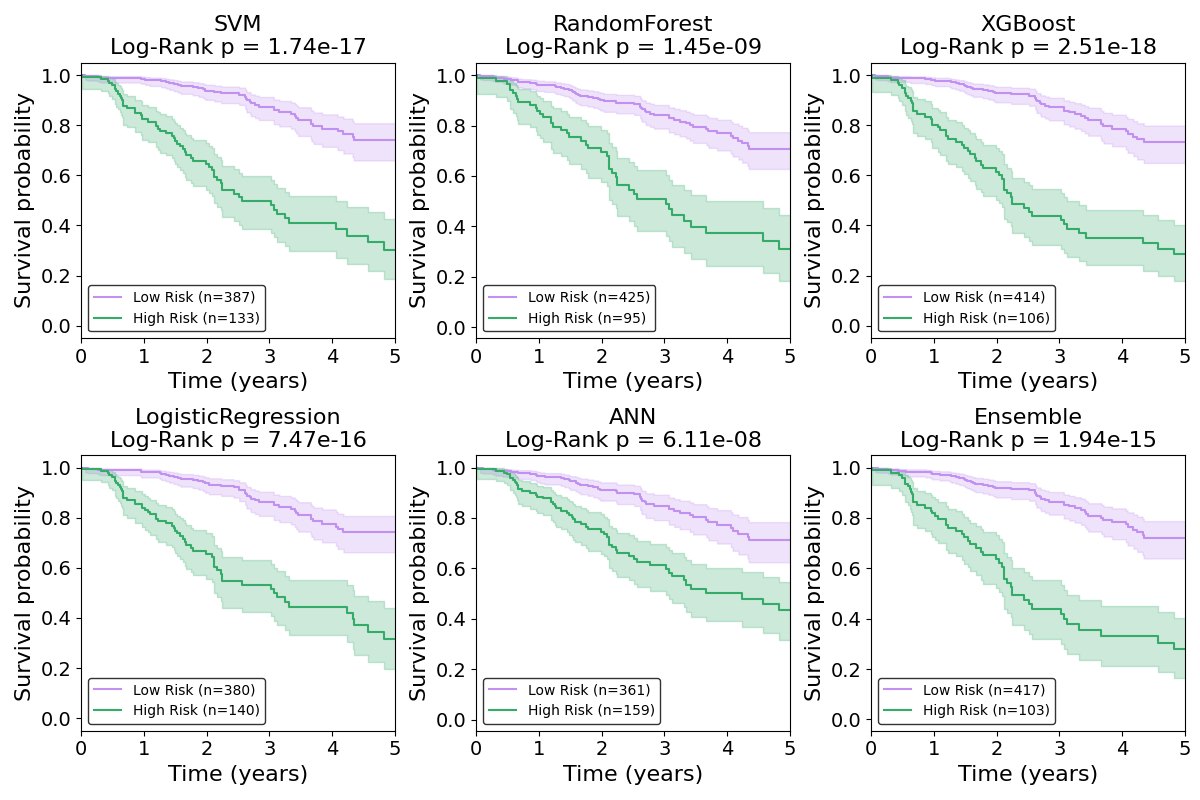 SVM
Log-Rank p = 1.74e-17
Survival probability
1.0
0.8
0.6
0.4
0.2
0.0
Low Risk (n=387)
High Risk (n=133)
0 1 2 3 4 5
Time (years)
RandomForest
Log-Rank p = 1.45e-09
Survival probability
1.0
0.8
0.6
0.4
0.2
0.0
Low Risk (n=425)
High Risk (n=95)
0 1 2 3 4 5
Time (years)
XGBoost
Log-Rank p = 2.51e-18
Survival probability
1.0
0.8
0.6
0.4
0.2
0.0
Low Risk (n=414)
High Risk (n=106)
0 1 2 3 4 5
Time (years)
LogisticRegression
Log-Rank p = 7.47e-16
Survival probability
1.0
0.8
0.6
0.4
0.2
0.0
Low Risk (n=380)
High Risk (n=140)
0 1 2 3 4 5
Time (years)
ANN
Log-Rank p = 6.11e-08
Survival probability
1.0
0.8
0.6
0.4
0.2
0.0
Low Risk (n=361)
High Risk (n=159)
0 1 2 3 4 5
Time (years)
Ensemble
Log-Rank p = 1.94e-15
Survival probability
1.0
0.8
0.6
0.4
0.2
0.0
Low Risk (n=417)
High Risk (n=103)
0 1 2 3 4 5
Time (years)